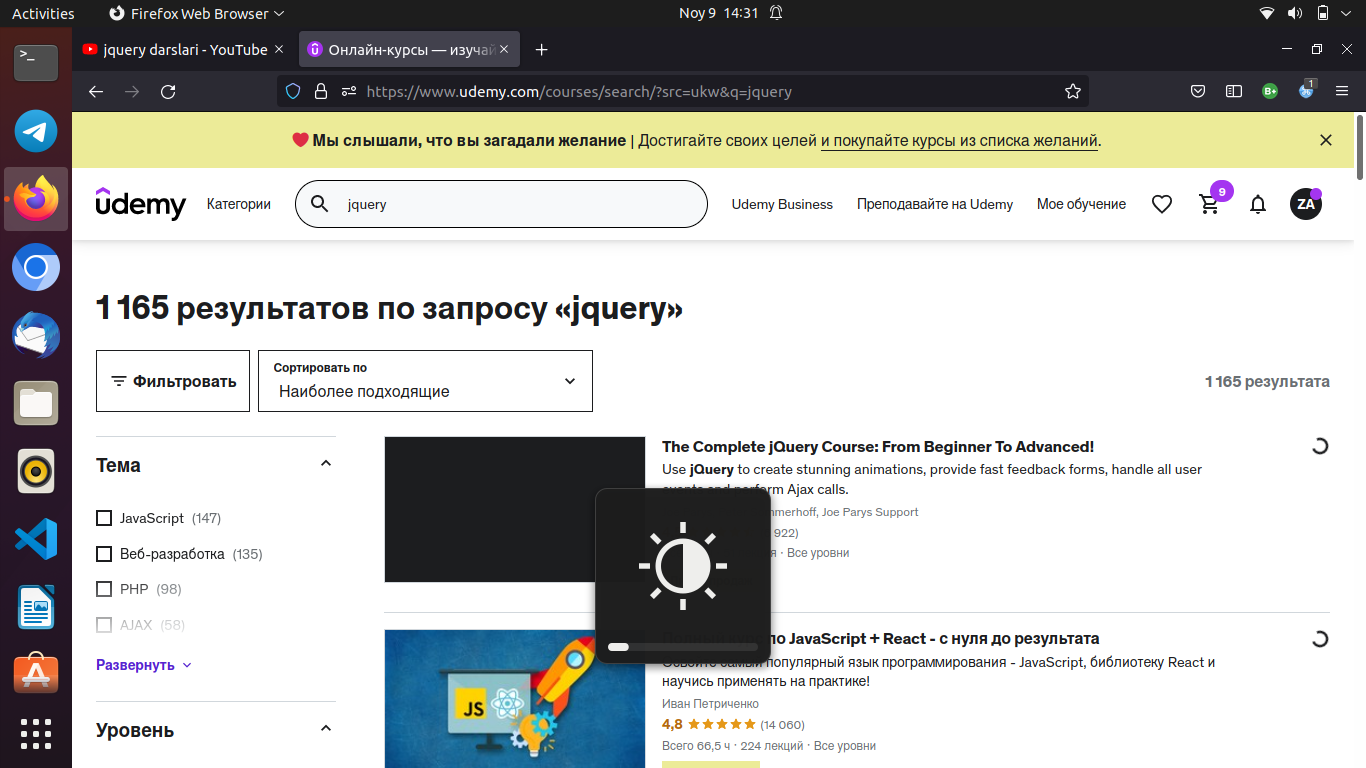 Activities
Firefox Web Browser
Noy 9 14:31
jquery darslari - YouTube
Онлайн-курсы — изучай
https://www.udemy.com/courses/search/?src=ukw&q=jquery
1
Мы слышали, что вы загадали желание | Достигайте своих целей и покупайте курсы из списка желаний.
udemy
Категории
jquery
Udemy Business
Преподавайте на Udemy
Мое обучение
9
ZA
1 165 результатов по запросу «jquery»
Фильтровать
Сортировать по
Наиболее подходящие
1 165 результата
Тема
JavaScript (147)
Веб-разработка (135)
PHP (98)
AJAX (58)
Развернуть
Уровень
The Complete jQuery Course: From Beginner To Advanced!
Use jQuery to create stunning animations, provide fast feedback forms, handle all user
events and perform Ajax calls.
Joe Parys Support
922)
· Все уровни
по JavaScript + React - с нуля до результата
Освойте самый популярный язык программирования - JavaScript, библиотеку React и
научись применять на практике!
Иван Петриченко
4,8 (14 060)
Всего 66,5 ч · 224 лекций · Все уровни
JS